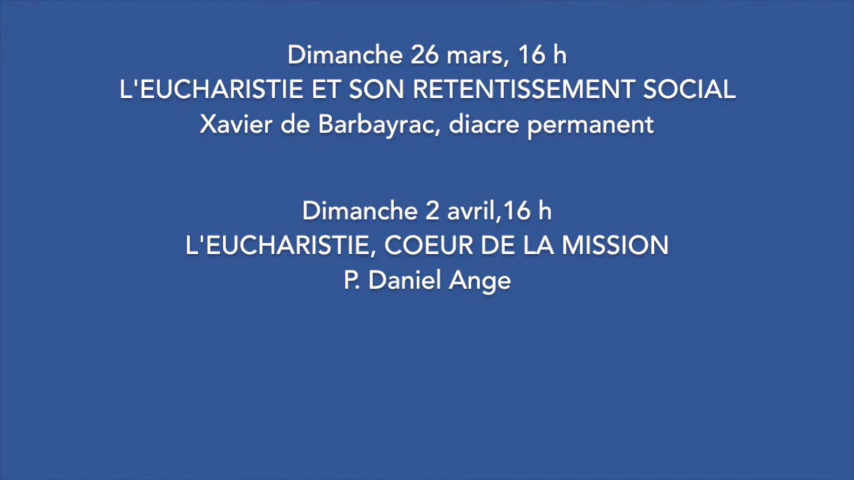 Dimanche 26 mars, 16 h
L'EUCHARISTIE ET SON RETENTISSEMENT SOCIAL
Xavier de Barbayrac, diacre permanent
Dimanche 2 avril,16 h
L'EUCHARISTIE, COEUR DE LA MISSION
P. Daniel Ange